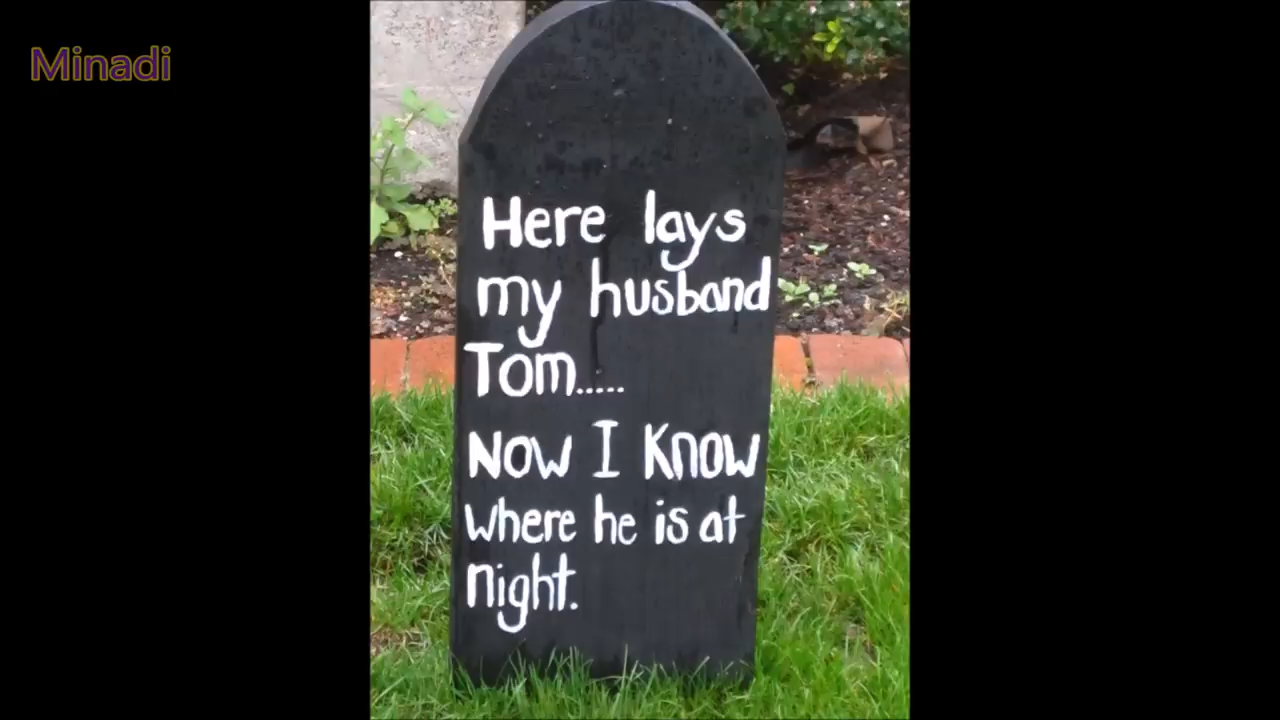 Minadi
Here lays
my husband
Tom.....
Now I Know
where he is at
night.